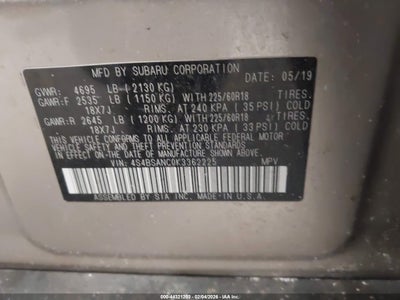 MFD BY SUBARU CORPORATION DATE: 05/19
GVWR: 4695 LB (2130 KG)
GAWR:F 2535 LB (1150 KG) WITH 225/60R18 TIRES.
18X7J RIMS. AT 240 KPA (35 PSI) COLD
GAWR:R 2645 LB (1200 KG) WITH 225/60R18 TIRES.
18X7J RIMS. AT 230 KPA (33 PSI) COLD
THIS VEHICLE CONFORMS TO ALL APPLICABLE
FEDERAL MOTOR VEHICLE SAFETY, BUMPER, AND
THEFT PREVENTION STANDARDS IN EFFECT ON THE
DATE OF MANUFACTURE SHOWN ABOVE.
VIN: 4S4BSANC0K3362225 MPV
ASSEMBLED BY SIA INC. MADE IN U.S.A.